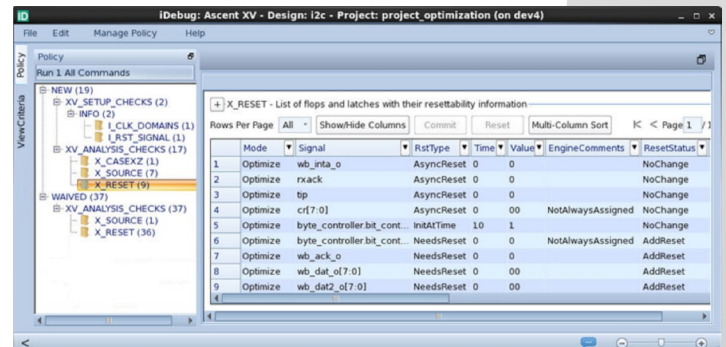 iDebug: Ascent XV - Design: i2c - Project: project_optimization (on dev4)
File Edit Manage Policy Help
Policy
ViewCriteria
Policy
Run 1 All Commands
NEW (19)
XV_SETUP_CHECKS (2)
INFO (2)
I_CLK_DOMAINS (1)
I_RST_SIGNAL (1)
XV_ANALYSIS_CHECKS (17)
X_CASEXZ (1)
X_SOURCE (7)
X_RESET (9)
WAIVED (37)
XV_ANALYSIS_CHECKS (37)
X_SOURCE (1)
X_RESET (36)
X_RESET - List of flops and latches with their resettability information
Rows Per Page All Show/Hide Columns Commit Reset Multi-Column Sort Page 1
Mode Signal RstType Time Value EngineComments ResetStatus
1 Optimize wb_inta_o AsyncReset 0 0 NoChange
2 Optimize rxack AsyncReset 0 0 NoChange
3 Optimize tip AsyncReset 0 0 NoChange
4 Optimize cr[7:0] AsyncReset 0 00 NotAlwaysAssigned NoChange
5 Optimize byte_controller.bit_cont... InitAtTime 10 1 NoChange
6 Optimize byte_controller.bit_cont... NeedsReset 0 0 NotAlwaysAssigned AddReset
7 Optimize wb_ack_o NeedsReset 0 0 AddReset
8 Optimize wb_dat_o[7:0] NeedsReset 0 00 AddReset
9 Optimize wb_dat2_o[7:0] NeedsReset 0 00 AddReset